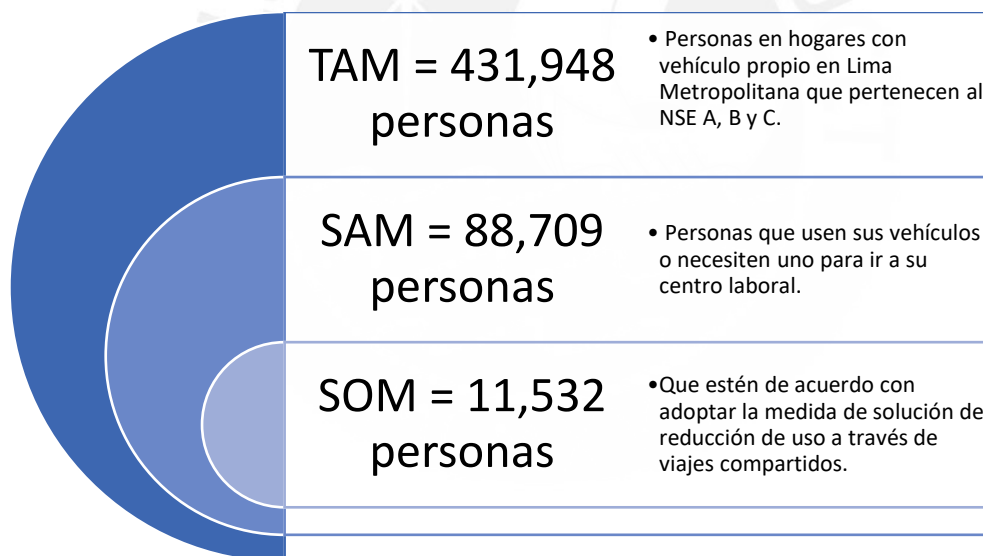 TAM = 431,948
personas
• Personas en hogares con
vehículo propio en Lima
Metropolitana que pertenecen al
NSE A, B y C.
SAM = 88,709
personas
• Personas que usen sus vehículos
o necesiten uno para ir a su
centro laboral.
SOM = 11,532
personas
•Que estén de acuerdo con
adoptar la medida de solución de
reducción de uso a través de
viajes compartidos.